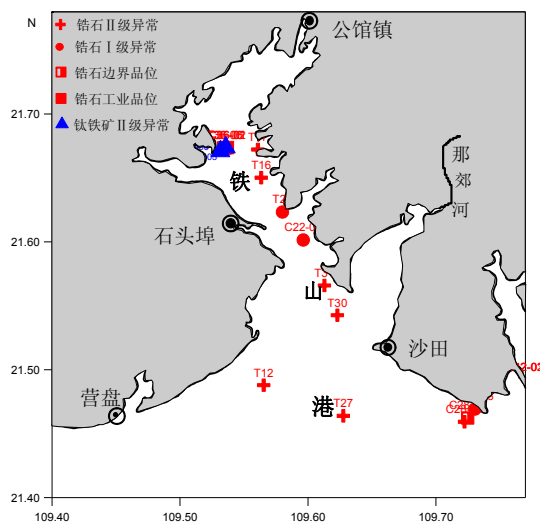 N
锆石Ⅱ级异常
锆石Ⅰ级异常
锆石边界品位
锆石工业品位
钛铁矿Ⅱ级异常
公馆镇
21.70
那
郊
河
T16
铁
T2
石头埠
C22-0
21.60
T3
山
T30
沙田
21.50
T12
营盘
T27
港
21.40
109.40
109.50
109.60
109.70